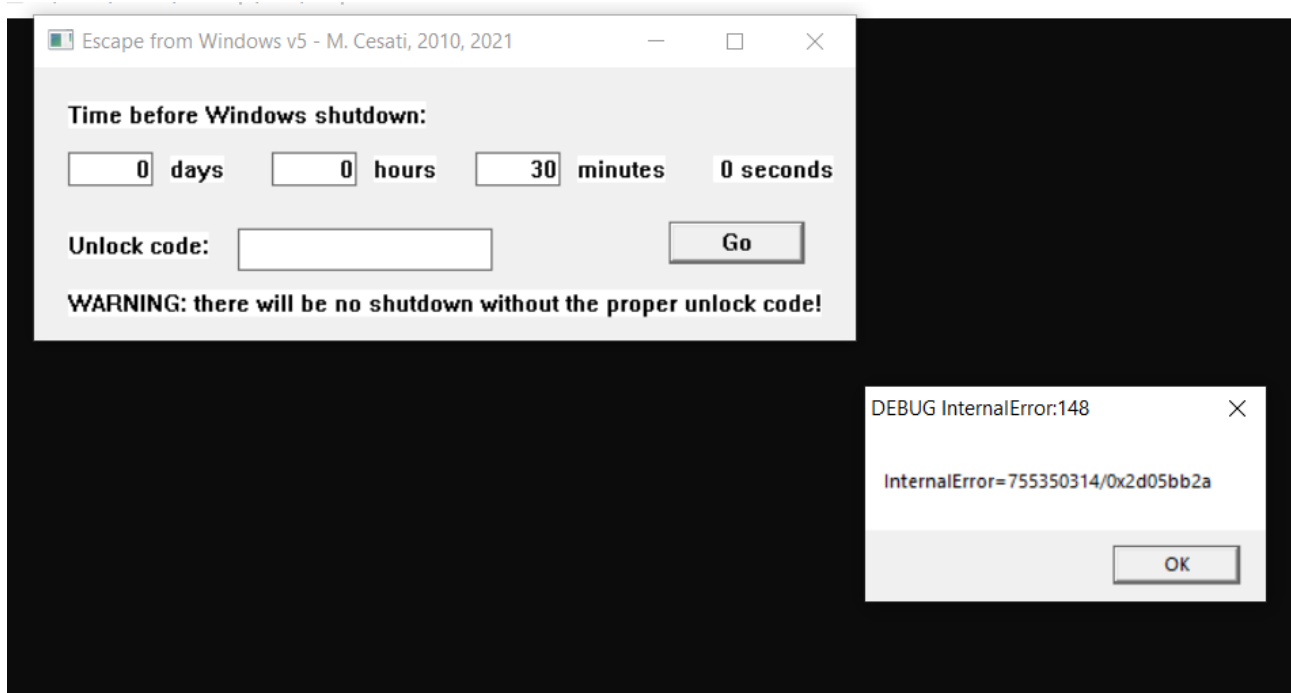 Escape from Windows v5 - M. Cesati, 2010, 2021
Time before Windows shutdown:
0 days 0 hours 30 minutes 0 seconds
Unlock code:
Go
WARNING: there will be no shutdown without the proper unlock code!
DEBUG InternalError:148
InternalError=755350314/0x2d05bb2a
OK